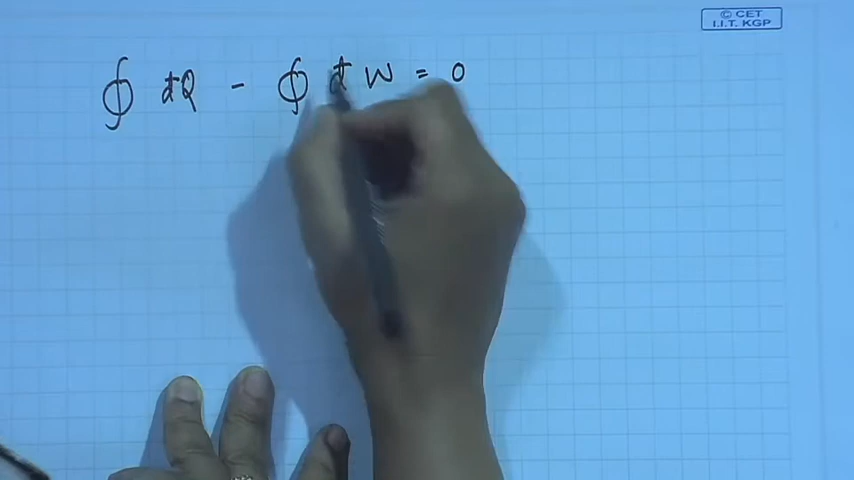 © CET
I.I.T. KGP
∮ đQ - ∮ đW = 0